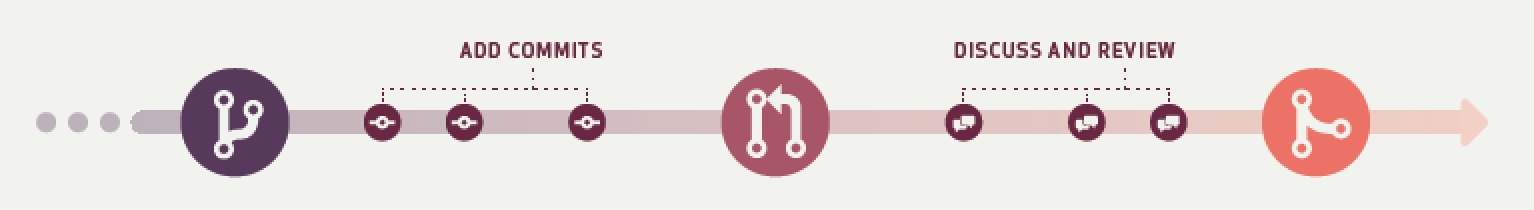 ADD COMMITS
DISCUSS AND REVIEW